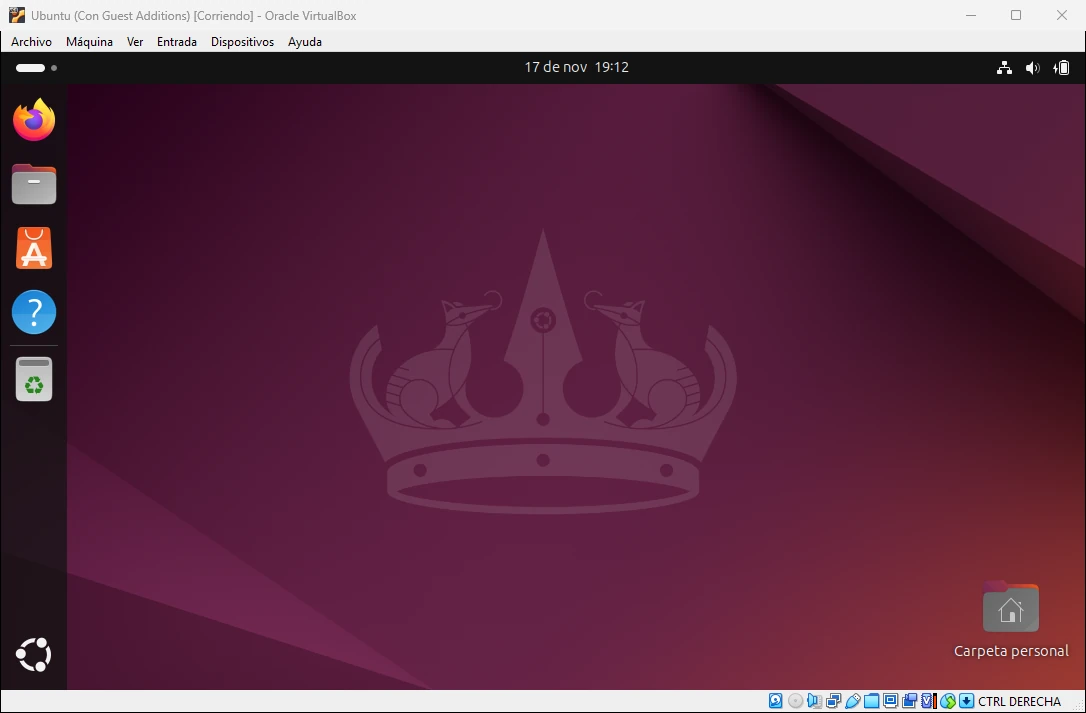 Ubuntu (Con Guest Additions) [Corriendo] - Oracle VirtualBox
Archivo Máquina Ver Entrada Dispositivos Ayuda
17 de nov 19:12
Carpeta personal
CTRL DERECHA